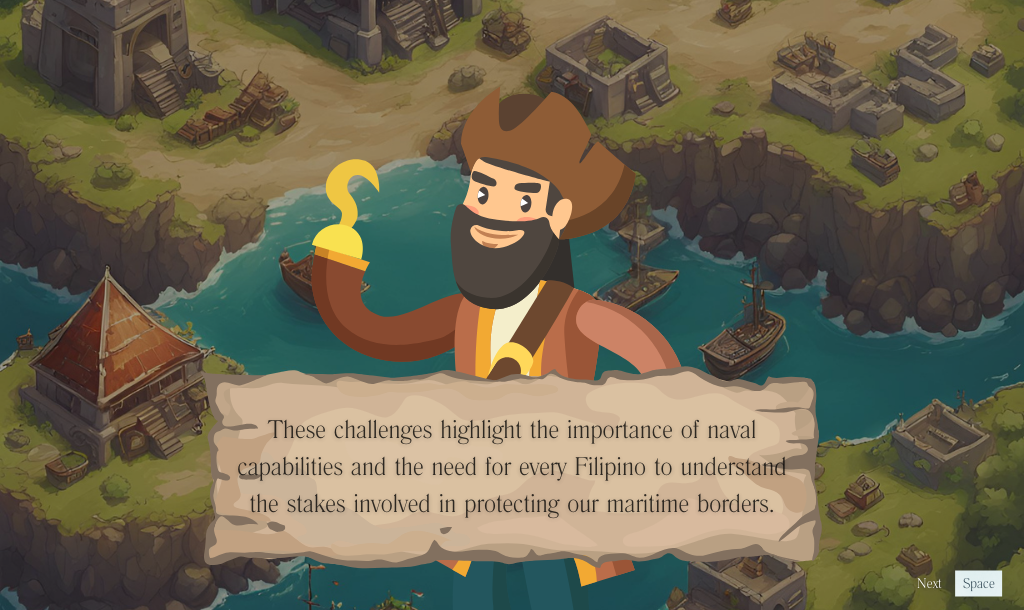 These challenges highlight the importance of naval
capabilities and the need for every Filipino to understand
the stakes involved in protecting our maritime borders.
Next Space